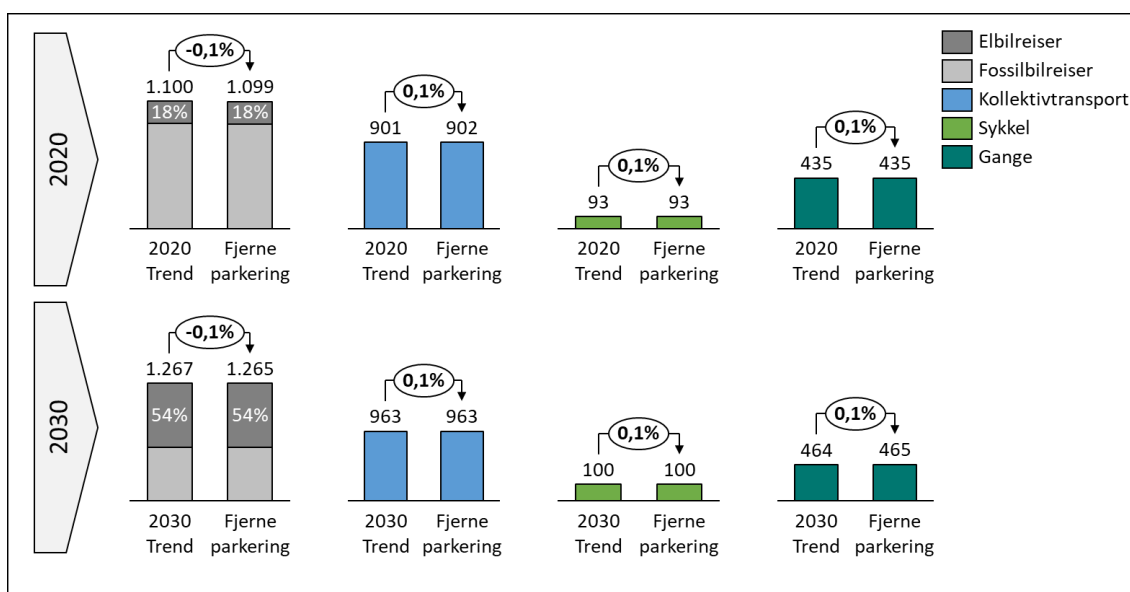 2020
-0,1%
1.100
1.099
18%
18%
2020
Trend
Fjerne
parkering
0,1%
901
902
2020
Trend
Fjerne
parkering
0,1%
93
93
2020
Trend
Fjerne
parkering
0,1%
435
435
2020
Trend
Fjerne
parkering
Elbilreiser
Fossilbilreiser
Kollektivtransport
Sykkel
Gange
2030
-0,1%
1.267
1.265
54%
54%
2030
Trend
Fjerne
parkering
0,1%
963
963
2030
Trend
Fjerne
parkering
0,1%
100
100
2030
Trend
Fjerne
parkering
0,1%
464
465
2030
Trend
Fjerne
parkering